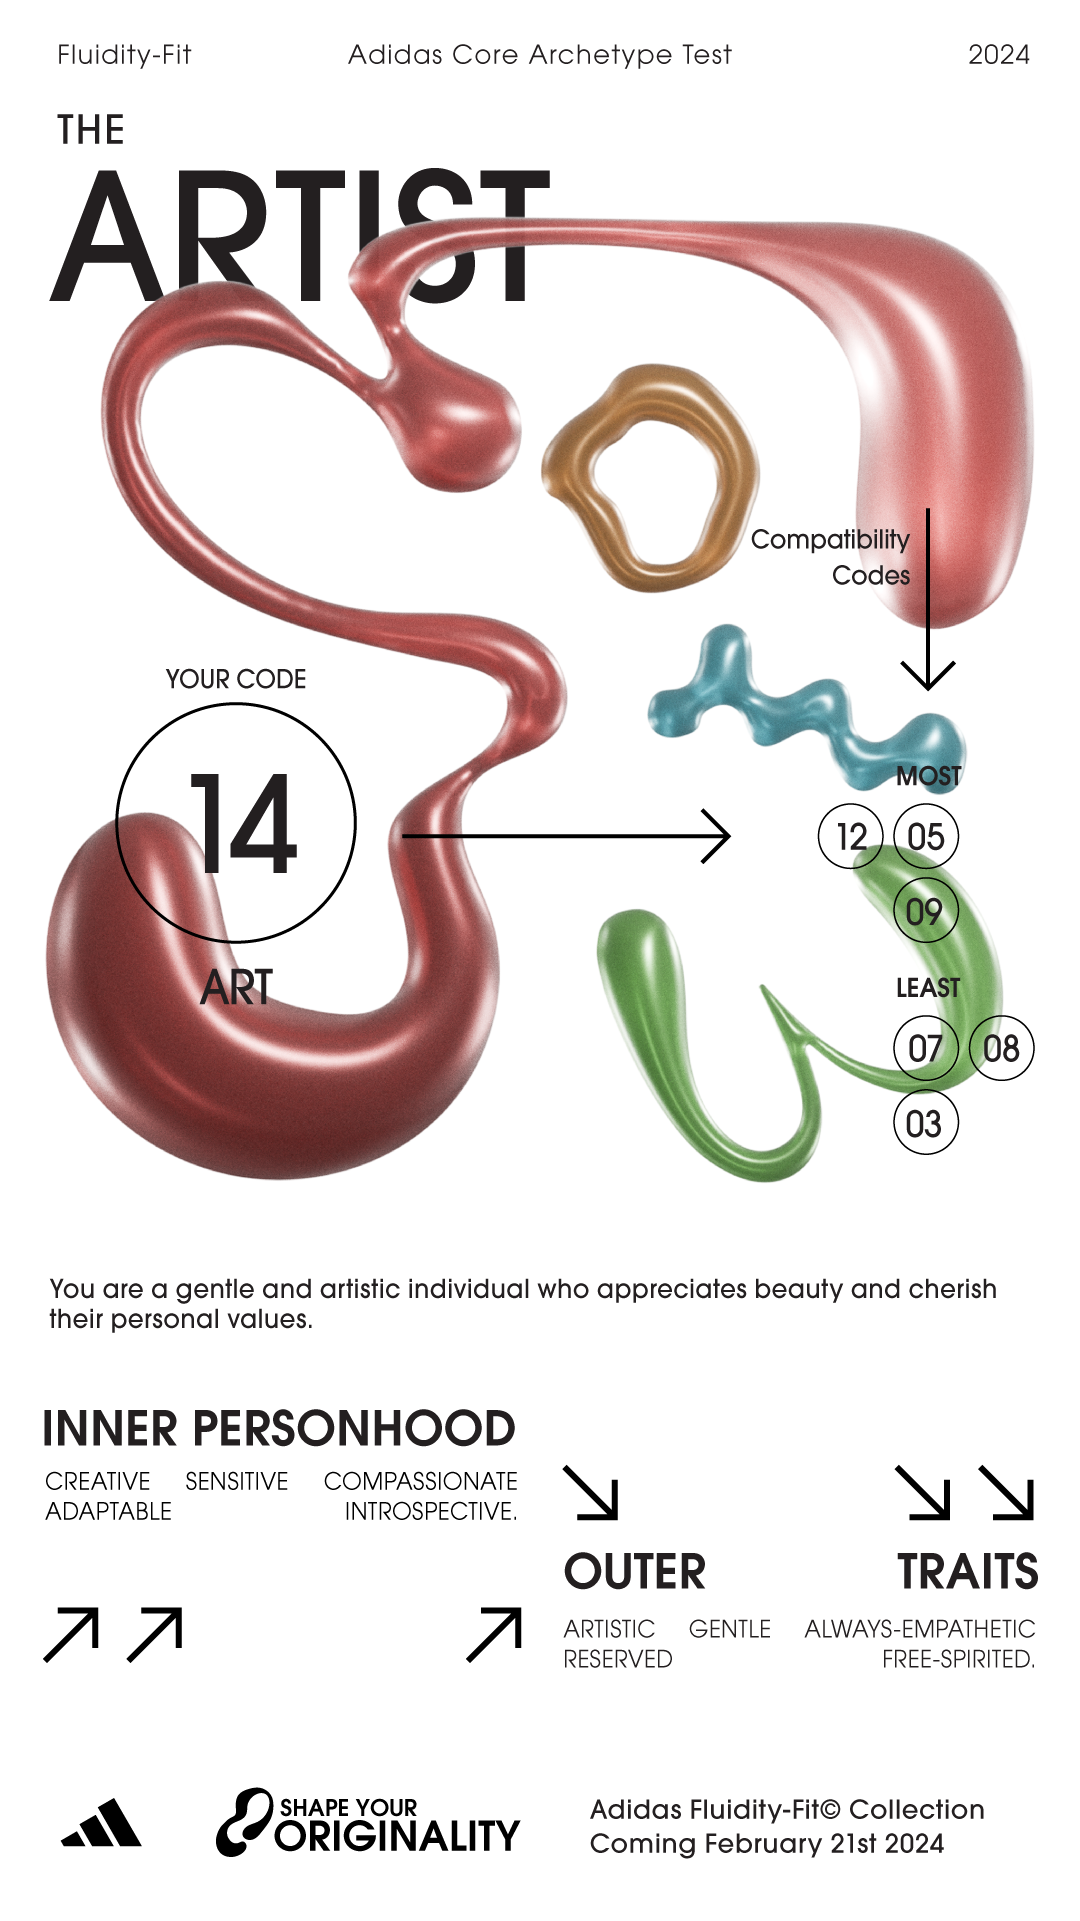 Fluidity-Fit
Adidas Core Archetype Test
2024
THE
ARTIST
Compatibility
Codes
YOUR CODE
14
ART
MOST
12 05
09
LEAST
07 08
03
You are a gentle and artistic individual who appreciates beauty and cherish
their personal values.
INNER PERSONHOOD
CREATIVE SENSITIVE COMPASSIONATE
ADAPTABLE INTROSPECTIVE.
OUTER TRAITS
ARTISTIC GENTLE ALWAYS-EMPATHETIC
RESERVED FREE-SPIRITED.
SHAPE YOUR
ORIGINALITY
Adidas Fluidity-Fit© Collection
Coming February 21st 2024